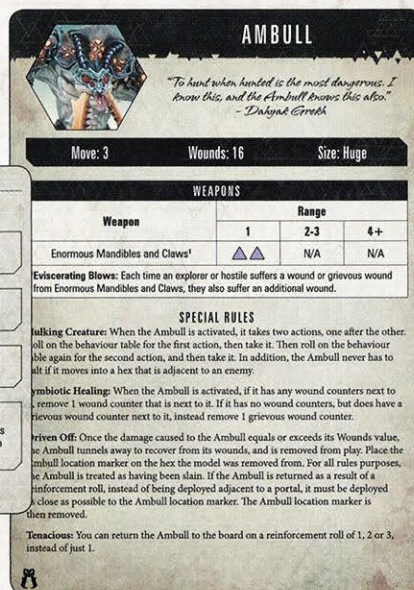 AMBULL
"To hunt when hunted is the most dangerous. I
know this, and the Ambull knows this also."
- Dahyak Grekh
Move: 3 Wounds: 16 Size: Huge
WEAPONS
Weapon Range
1 2-3 4+
Enormous Mandibles and Claws¹ N/A N/A
¹Eviscerating Blows: Each time an explorer or hostile suffers a wound or grievous wound
from Enormous Mandibles and Claws, they also suffer an additional wound.
SPECIAL RULES
ulking Creature: When the Ambull is activated, it takes two actions, one after the other.
oll on the behaviour table for the first action, then take it. Then roll on the behaviour
able again for the second action, and then take it. In addition, the Ambull never has to
alt if it moves into a hex that is adjacent to an enemy.
ymbiotic Healing: When the Ambull is activated, if it has any wound counters next to
, remove 1 wound counter that is next to it. If it has no wound counters, but does have a
rievous wound counter next to it, instead remove 1 grievous wound counter.
riven Off: Once the damage caused to the Ambull equals or exceeds its Wounds value,
he Ambull tunnels away to recover from its wounds, and is removed from play. Place the
mbull location marker on the hex the model was removed from. For all rules purposes,
he Ambull is treated as having been slain. If the Ambull is returned as a result of a
einforcement roll, instead of being deployed adjacent to a portal, it must be deployed
s close as possible to the Ambull location marker. The Ambull location marker is
then removed.
Tenacious: You can return the Ambull to the board on a reinforcement roll of 1, 2 or 3,
instead of just 1.